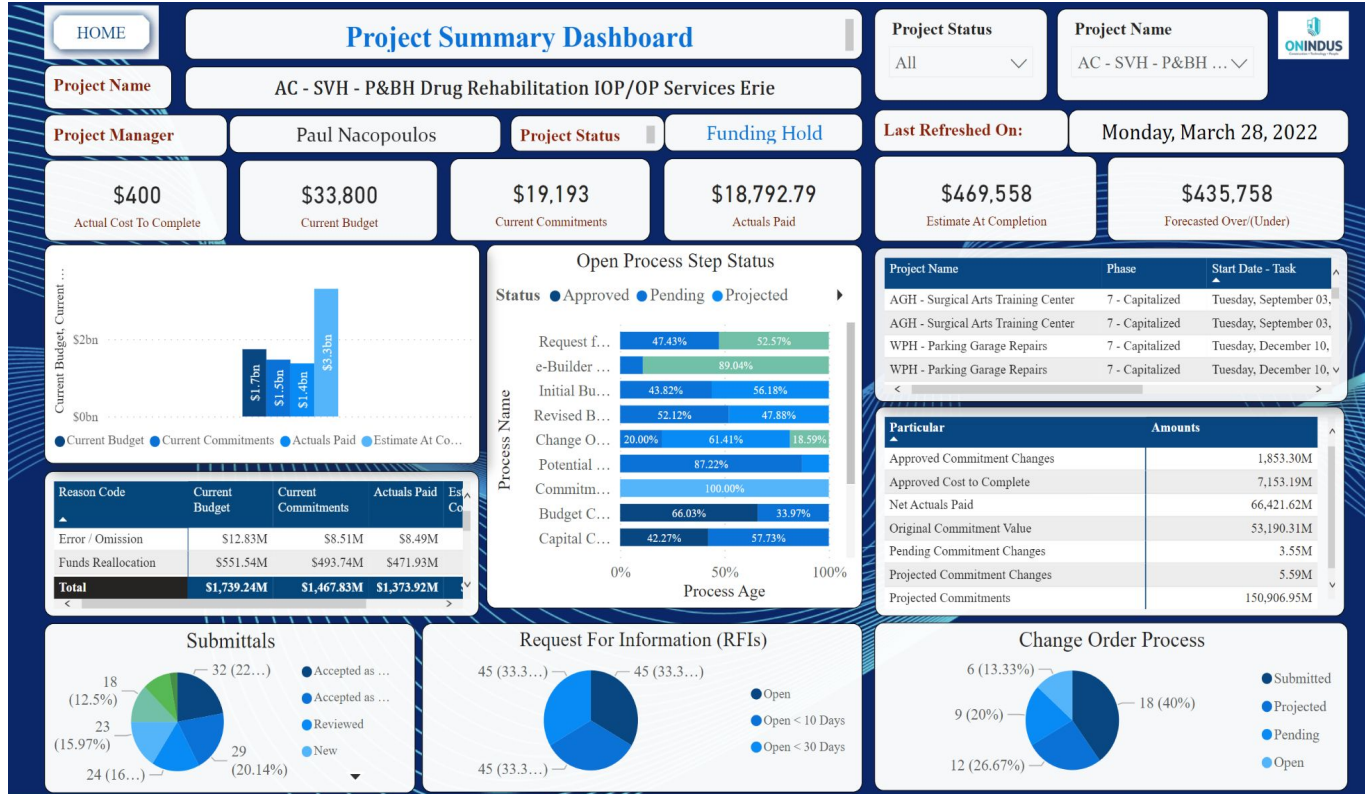 HOME
Project Summary Dashboard
Project Status
All
Project Name
AC - SVH - P&BH ...
ONINDUS
Project Name
AC - SVH - P&BH Drug Rehabilitation IOP/OP Services Erie
Project Manager
Paul Nacopoulos
Project Status
Funding Hold
Last Refreshed On:
Monday, March 28, 2022
$400
Actual Cost To Complete
$33,800
Current Budget
$19,193
Current Commitments
$18,792.79
Actuals Paid
$469,558
Estimate At Completion
$435,758
Forecasted Over/(Under)
Current Budget, Current ...
$2bn
$0bn
$1.7bn
$1.5bn
$1.4bn
$3.3bn
Current Budget Current Commitments Actuals Paid Estimate At Co...
Open Process Step Status
Status Approved Pending Projected
Process Name
Request f... 47.43% 52.57%
e-Builder ... 89.04%
Initial Bu... 43.82% 56.18%
Revised B... 52.12% 47.88%
Change O... 20.00% 61.41% 18.59%
Potential ... 87.22%
Commitm... 100.00%
Budget C... 66.03% 33.97%
Capital C... 42.27% 57.73%
0% 50% 100%
Process Age
Project Name Phase Start Date - Task
AGH - Surgical Arts Training Center 7 - Capitalized Tuesday, September 03,
AGH - Surgical Arts Training Center 7 - Capitalized Tuesday, September 03,
WPH - Parking Garage Repairs 7 - Capitalized Tuesday, December 10,
WPH - Parking Garage Repairs 7 - Capitalized Tuesday, December 10,
Reason Code Current Budget Current Commitments Actuals Paid Est Co
Error / Omission $12.83M $8.51M $8.49M
Funds Reallocation $551.54M $493.74M $471.93M
Total $1,739.24M $1,467.83M $1,373.92M
Particular Amounts
Approved Commitment Changes 1,853.30M
Approved Cost to Complete 7,153.19M
Net Actuals Paid 66,421.62M
Original Commitment Value 53,190.31M
Pending Commitment Changes 3.55M
Projected Commitment Changes 5.59M
Projected Commitments 150,906.95M
Submittals
32 (22...)
29 (20.14%)
24 (16...)
23 (15.97%)
18 (12.5%)
Accepted as ...
Accepted as ...
Reviewed
New
Request For Information (RFIs)
45 (33.3...)
45 (33.3...)
45 (33.3...)
Open
Open < 10 Days
Open < 30 Days
Change Order Process
6 (13.33%)
18 (40%)
9 (20%)
12 (26.67%)
Submitted
Projected
Pending
Open